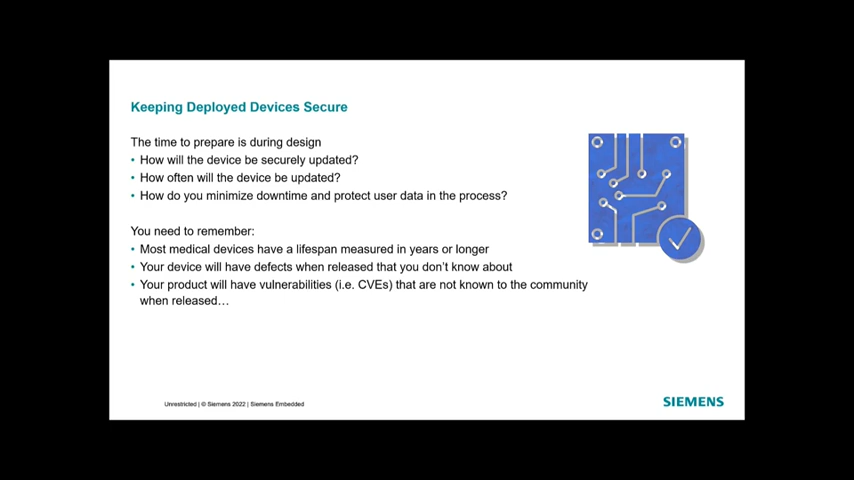 Keeping Deployed Devices Secure
The time to prepare is during design
• How will the device be securely updated?
• How often will the device be updated?
• How do you minimize downtime and protect user data in the process?
You need to remember:
• Most medical devices have a lifespan measured in years or longer
• Your device will have defects when released that you don’t know about
• Your product will have vulnerabilities (i.e. CVEs) that are not known to the community
when released…
Unrestricted | © Siemens 2022 | Siemens Embedded
SIEMENS